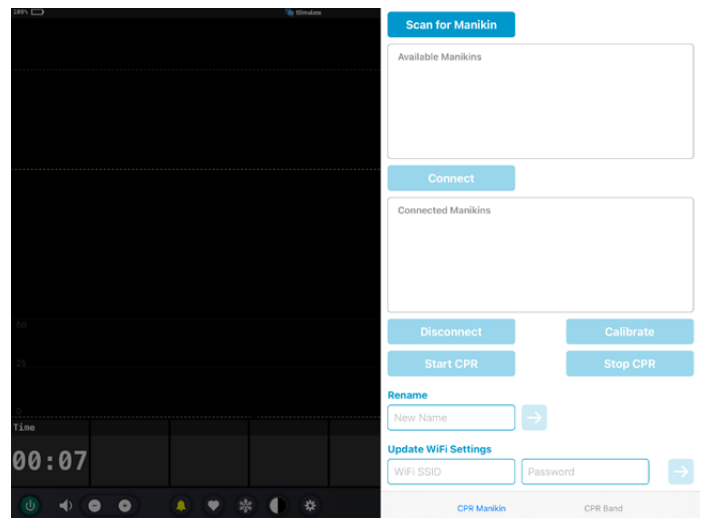 100%
iSimulate
50
25
0
Time
00:07
Scan for Manikin
Available Manikins
Connect
Connected Manikins
Disconnect
Calibrate
Start CPR
Stop CPR
Rename
New Name
Update WiFi Settings
WiFi SSID
Password
CPR Manikin
CPR Band